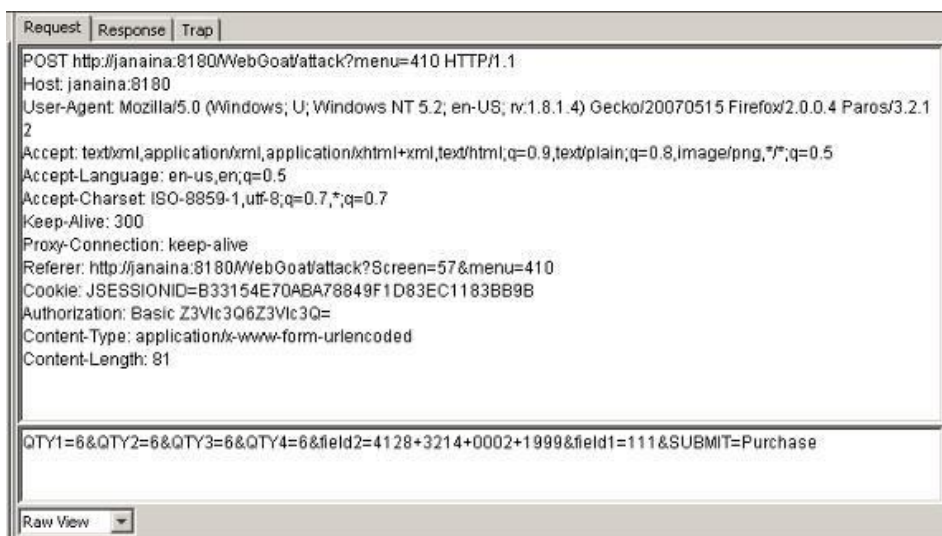 Request Response Trap
POST http://janaina:8180/WebGoat/attack?menu=410 HTTP/1.1
Host: janaina:8180
User-Agent: Mozilla/5.0 (Windows; U; Windows NT 5.2; en-US; rv:1.8.1.4) Gecko/20070515 Firefox/2.0.0.4 Paros/3.2.1
2
Accept: text/xml,application/xml,application/xhtml+xml,text/html;q=0.9,text/plain;q=0.8,image/png,*/*;q=0.5
Accept-Language: en-us,en;q=0.5
Accept-Charset: ISO-8859-1,utf-8;q=0.7,*;q=0.7
Keep-Alive: 300
Proxy-Connection: keep-alive
Referer: http://janaina:8180/WebGoat/attack?Screen=57&menu=410
Cookie: JSESSIONID=B33154E70ABA78849F1D83EC1183BB9B
Authorization: Basic Z3Vlc3Q6Z3Vlc3Q=
Content-Type: application/x-www-form-urlencoded
Content-Length: 81
QTY1=6&QTY2=6&QTY3=6&QTY4=6&field2=4128+3214+0002+1999&field1=111&SUBMIT=Purchase
Raw View